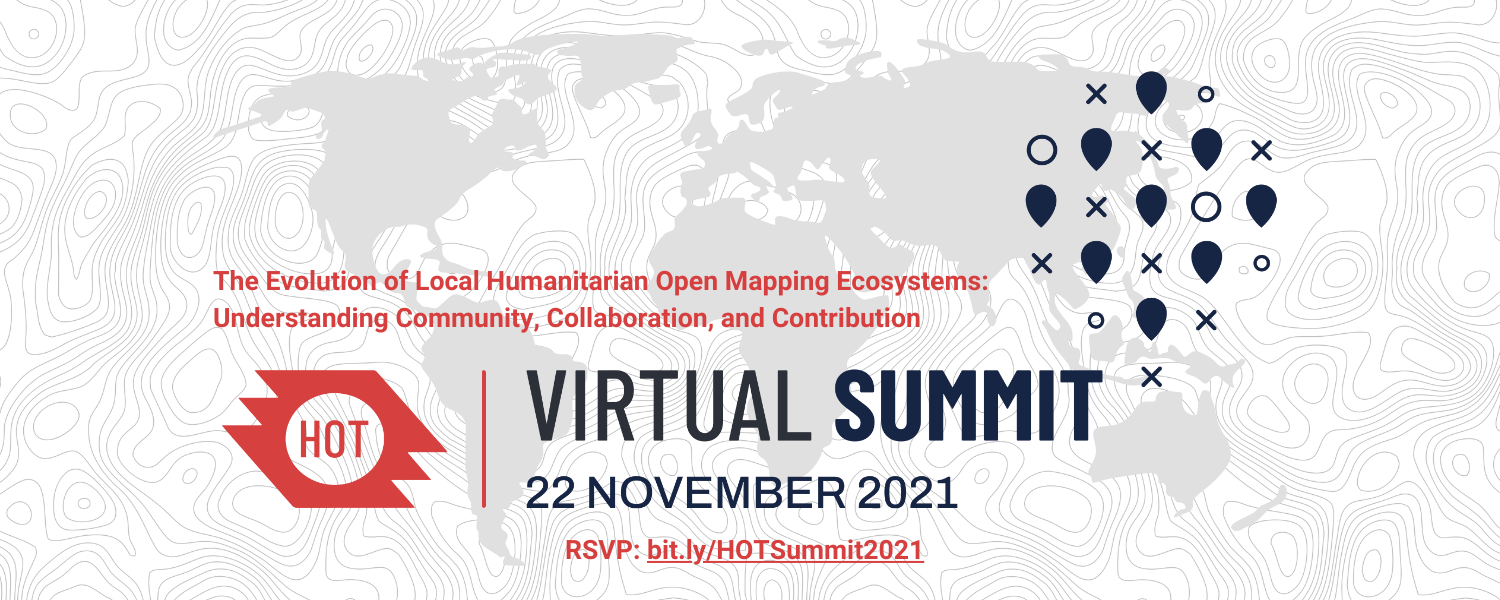 The Evolution of Local Humanitarian Open Mapping Ecosystems:
Understanding Community, Collaboration, and Contribution
HOT
VIRTUAL SUMMIT
22 NOVEMBER 2021
RSVP: bit.ly/HOTSummit2021